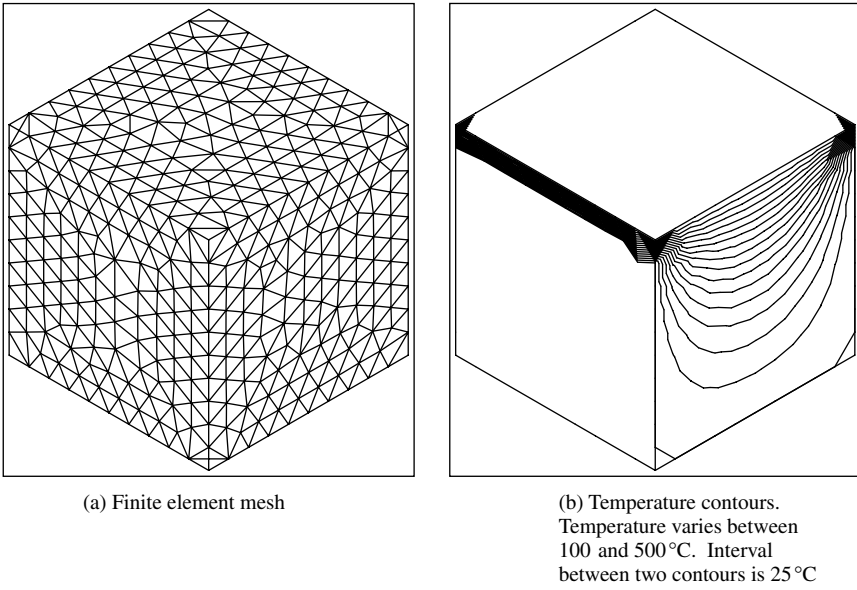 (a) Finite element mesh
(b) Temperature contours.
Temperature varies between
100 and 500 °C. Interval
between two contours is 25 °C